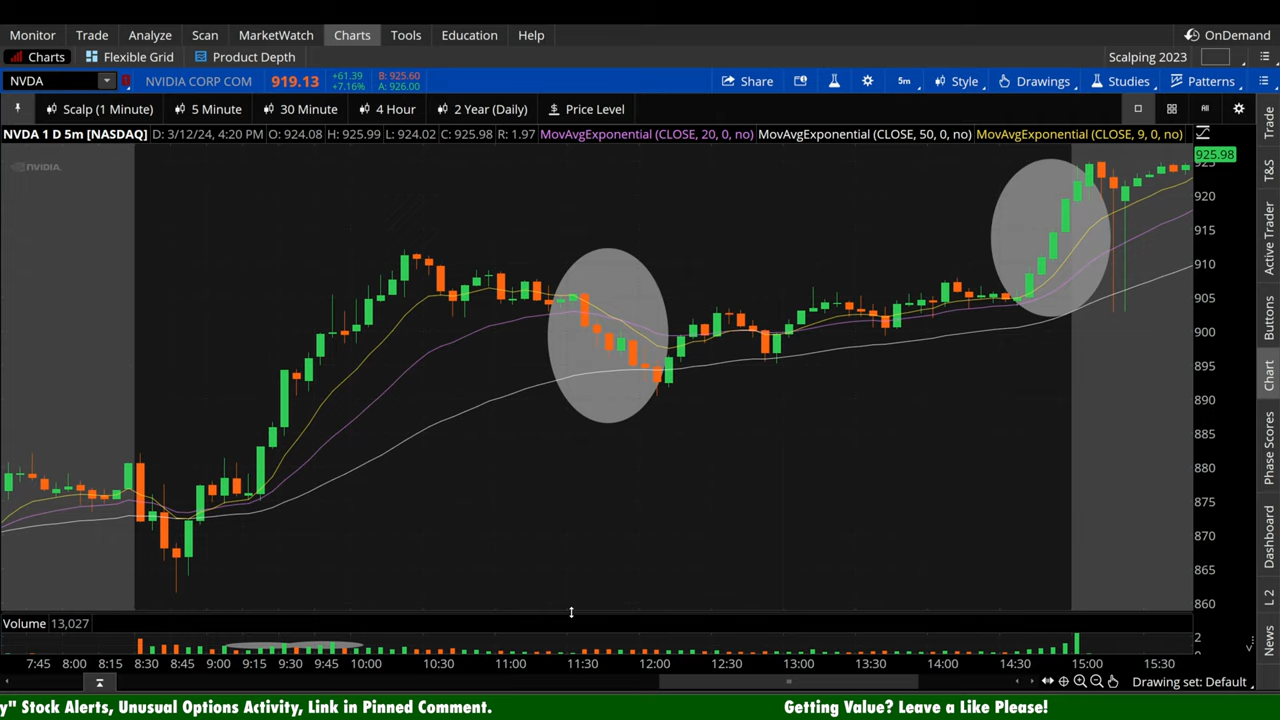 Monitor Trade Analyze Scan MarketWatch Charts Tools Education Help OnDemand
Charts Flexible Grid Product Depth Scalping 2023
NVDA NVIDIA CORP COM 919.13 +61.39 +7.16% B: 925.60 A: 926.00 Share 5m Style Drawings Studies Patterns
Scalp (1 Minute) 5 Minute 30 Minute 4 Hour 2 Year (Daily) Price Level
NVDA 1 D 5m [NASDAQ] D: 3/12/24, 4:20 PM O: 924.08 H: 925.99 L: 924.02 C: 925.98 R: 1.97 MovAvgExponential (CLOSE, 20, 0, no) MovAvgExponential (CLOSE, 50, 0, no) MovAvgExponential (CLOSE, 9, 0, no)
925.98
NVIDIA.
920
915
910
905
900
895
890
885
880
875
870
865
860
Volume 13,027
2
0
7:45 8:00 8:15 8:30 8:45 9:00 9:15 9:30 9:45 10:00 10:30 11:00 11:30 12:00 12:30 13:00 13:30 14:00 14:30 15:00 15:30
Drawing set: Default
Trade
T&S
Active Trader
Buttons
Chart
Phase Scores
Dashboard
L 2
News
y" Stock Alerts, Unusual Options Activity, Link in Pinned Comment. Getting Value? Leave a Like Please!